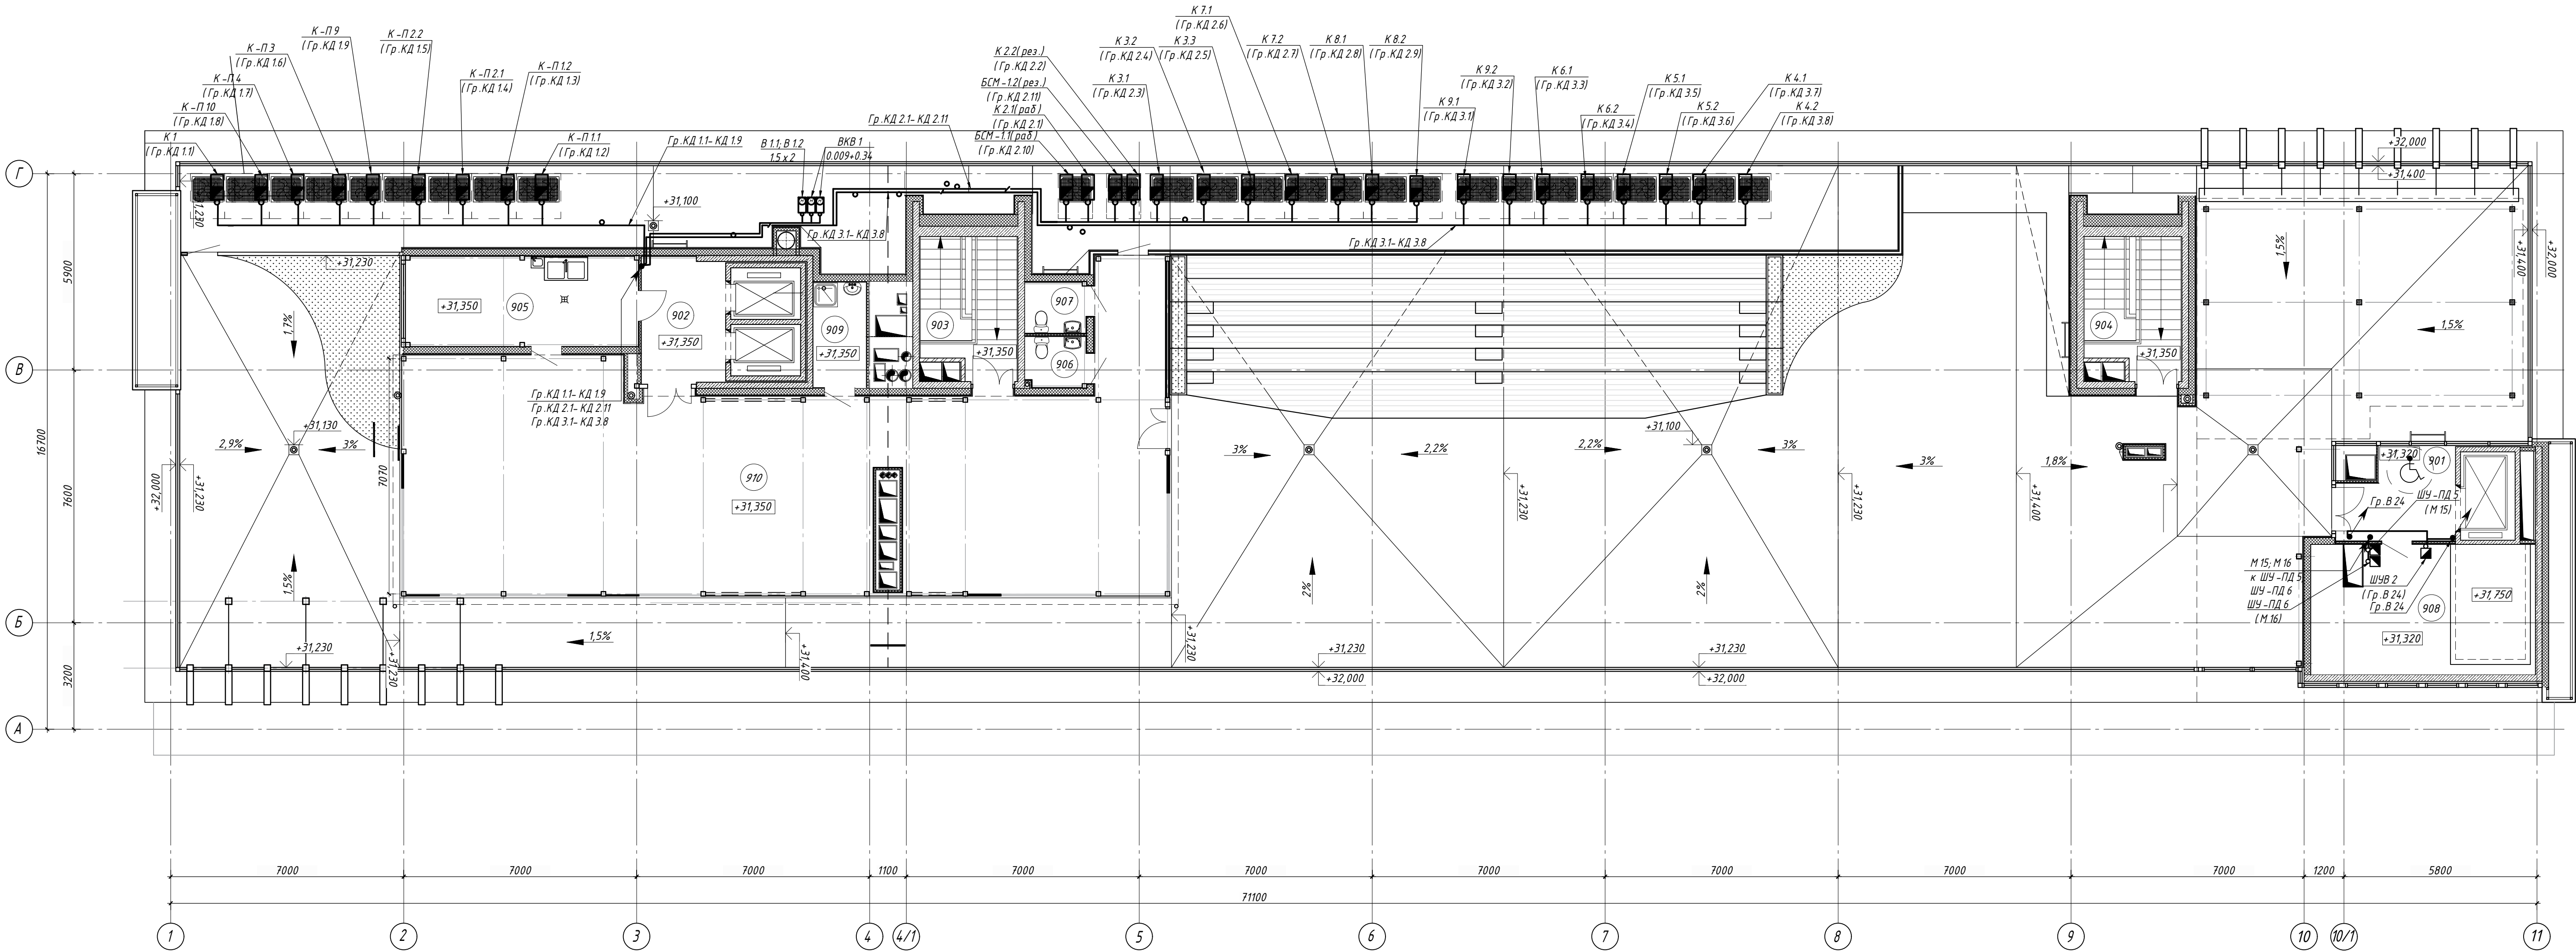 К 7.1
(Гр.КД 2.6)
К-П 9
(Гр.КД 1.9
К-П 2.2
(Гр.КД 1.5)
К-П 3
(Гр.КД 1.6)
К 2.2(рез.)
(Гр.КД 2.2)
К 3.2
(Гр.КД 2.4)
К 3.3
(Гр.КД 2.5)
К 7.2
(Гр.КД 2.7)
К 8.1
(Гр.КД 2.8)
К 8.2
(Гр.КД 2.9)
К-П 4
(Гр.КД 1.7)
К-П 2.1
(Гр.КД 1.4)
К-П 1.2
(Гр.КД 1.3)
БСМ-1.2(рез.)
(Гр.КД 2.11)
К 3.1
(Гр.КД 2.3)
К 9.2
(Гр.КД 3.2)
К 6.1
(Гр.КД 3.3)
К 5.1
(Гр.КД 3.5)
К 4.1
(Гр.КД 3.7)
К-П 10
(Гр.КД 1.8)
К 2.1(раб.)
(Гр.КД 2.1)
К 9.1
(Гр.КД 3.1)
К 6.2
(Гр.КД 3.4)
К 5.2
(Гр.КД 3.6)
К 4.2
(Гр.КД 3.8)
К 1
(Гр.КД 1.1)
К-П 1.1
(Гр.КД 1.2)
Гр.КД 1.1-КД 1.9
В 1.1; В 1.2
1.5 x 2
ВКВ 1
0.009+0.34
Гр.КД 2.1-КД 2.11
БСМ-1.1(раб.)
(Гр.КД 2.10)
+32,000
+31,400
Г
+31,230
+31,100
Гр.КД 3.1-КД 3.8
Гр.КД 3.1-КД 3.8
1,5%
+31,400
+32,000
+31,230
5900
+31,350
905
902
+31,350
909
+31,350
903
+31,350
907
906
904
+31,350
1,7%
1,5%
В
Гр.КД 1.1-КД 1.9
Гр.КД 2.1-КД 2.11
Гр.КД 3.1-КД 3.8
+31,130
2,9%
3%
16700
7070
+31,100
3%
2,2%
2,2%
3%
3%
1,8%
+31,320
901
7600
+32,000
+31,230
910
+31,350
+31,230
+31,230
+31,400
ШУ-ПД 5
(М 15)
Гр.В 24
1,5%
2%
2%
М 15; М 16
к ШУ-ПД 5
ШУ-ПД 6
ШУ-ПД 6
(М 16)
ШУВ 2
(Гр.В 24)
Гр.В 24
908
+31,750
+31,320
Б
1,5%
+31,230
+31,230
+31,400
+31,230
+31,230
+32,000
+31,230
+32,000
3200
А
7000
7000
7000
1100
7000
7000
7000
7000
7000
7000
1200
5800
71100
1
2
3
4
4/1
5
6
7
8
9
10
10/1
11